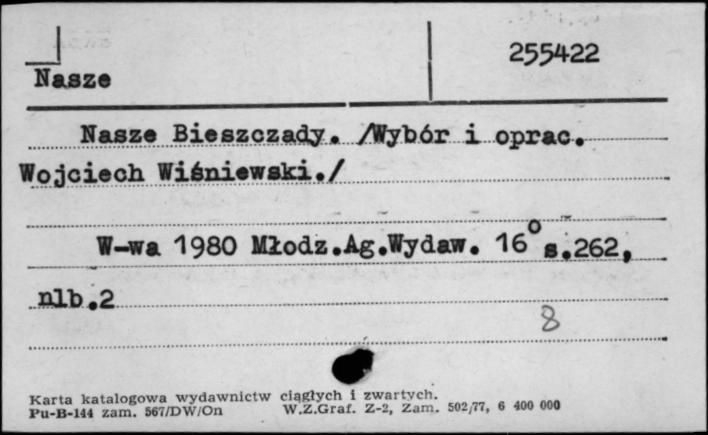 255422
Nasze
Nasze Bieszczady. /Wybór i oprac.
Wojciech Wiśniewski./
W-wa 1980 Młodz.Ag.Wydaw. 16° s.262,
nlb.2
8
Karta katalogowa wydawnictw ciągłych i zwartych.
Pu-B-144 zam. 567/DW/On W.Z.Graf. Z-2, Zam. 502/77, 6 400 000